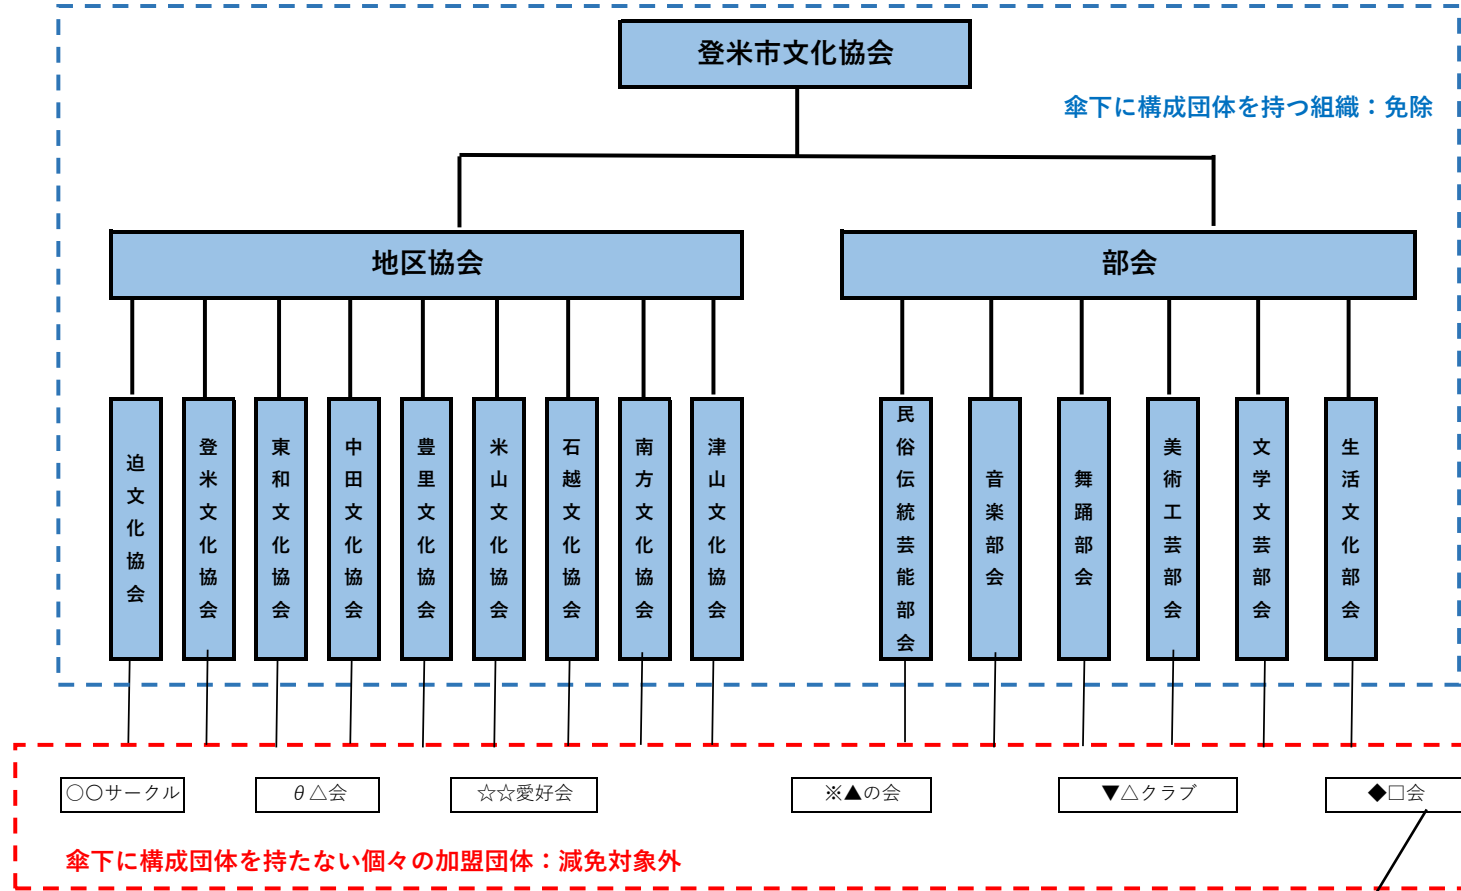 登米市文化協会
傘下に構成団体を持つ組織：免除
地区協会
部会
迫文化協会
登米文化協会
東和文化協会
中田文化協会
豊里文化協会
米山文化協会
石越文化協会
南方文化協会
津山文化協会
民俗伝統芸能部会
音楽部会
舞踊部会
美術工芸部会
文学文芸部会
生活文化部会
〇〇サークル
θ△会
☆☆愛好会
※▲の会
▼△クラブ
◆□会
傘下に構成団体を持たない個々の加盟団体：減免対象外